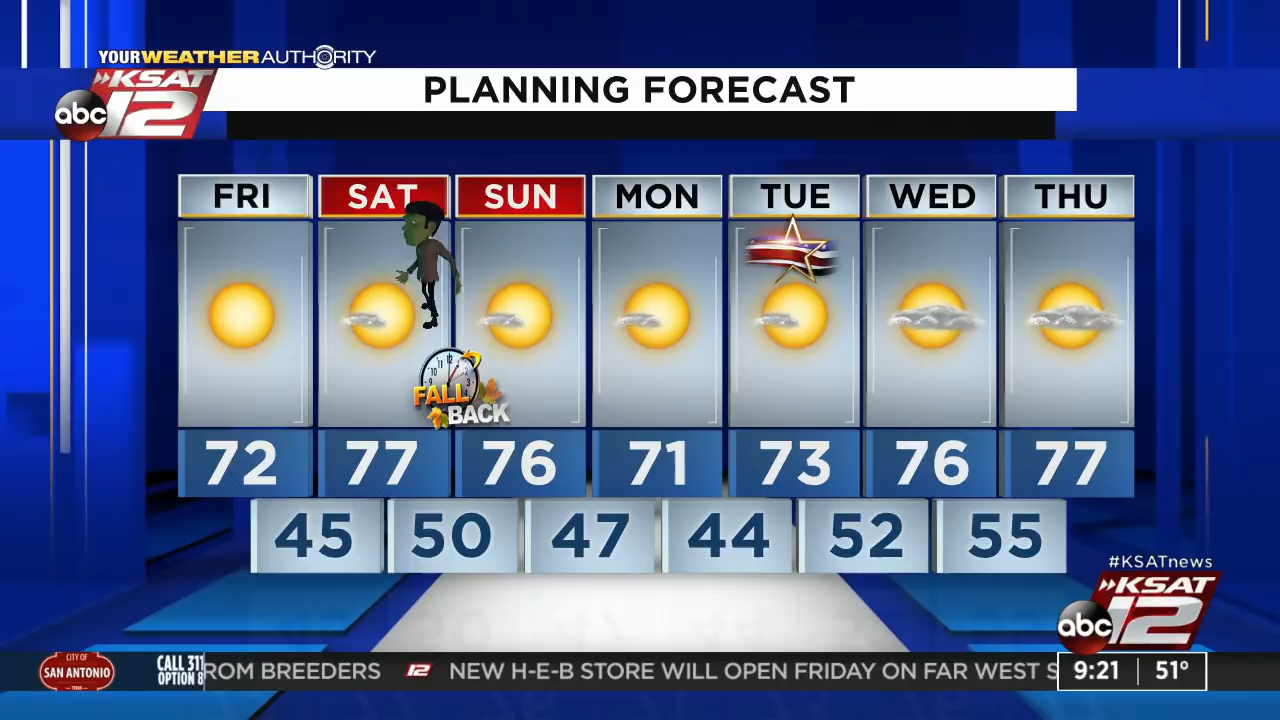 YOURWEATHERAUTHORITY
KSAT
abc 12
PLANNING FORECAST
FRI SAT SUN MON TUE WED THU
FALL
BACK
72 77 76 71 73 76 77
45 50 47 44 52 55
#KSATnews
KSAT
abc 12
CITY OF
SAN ANTONIO
TEXAS
CALL 311
OPTION 8
ROM BREEDERS 12 NEW H-E-B STORE WILL OPEN FRIDAY ON FAR WEST S
9:21 51°